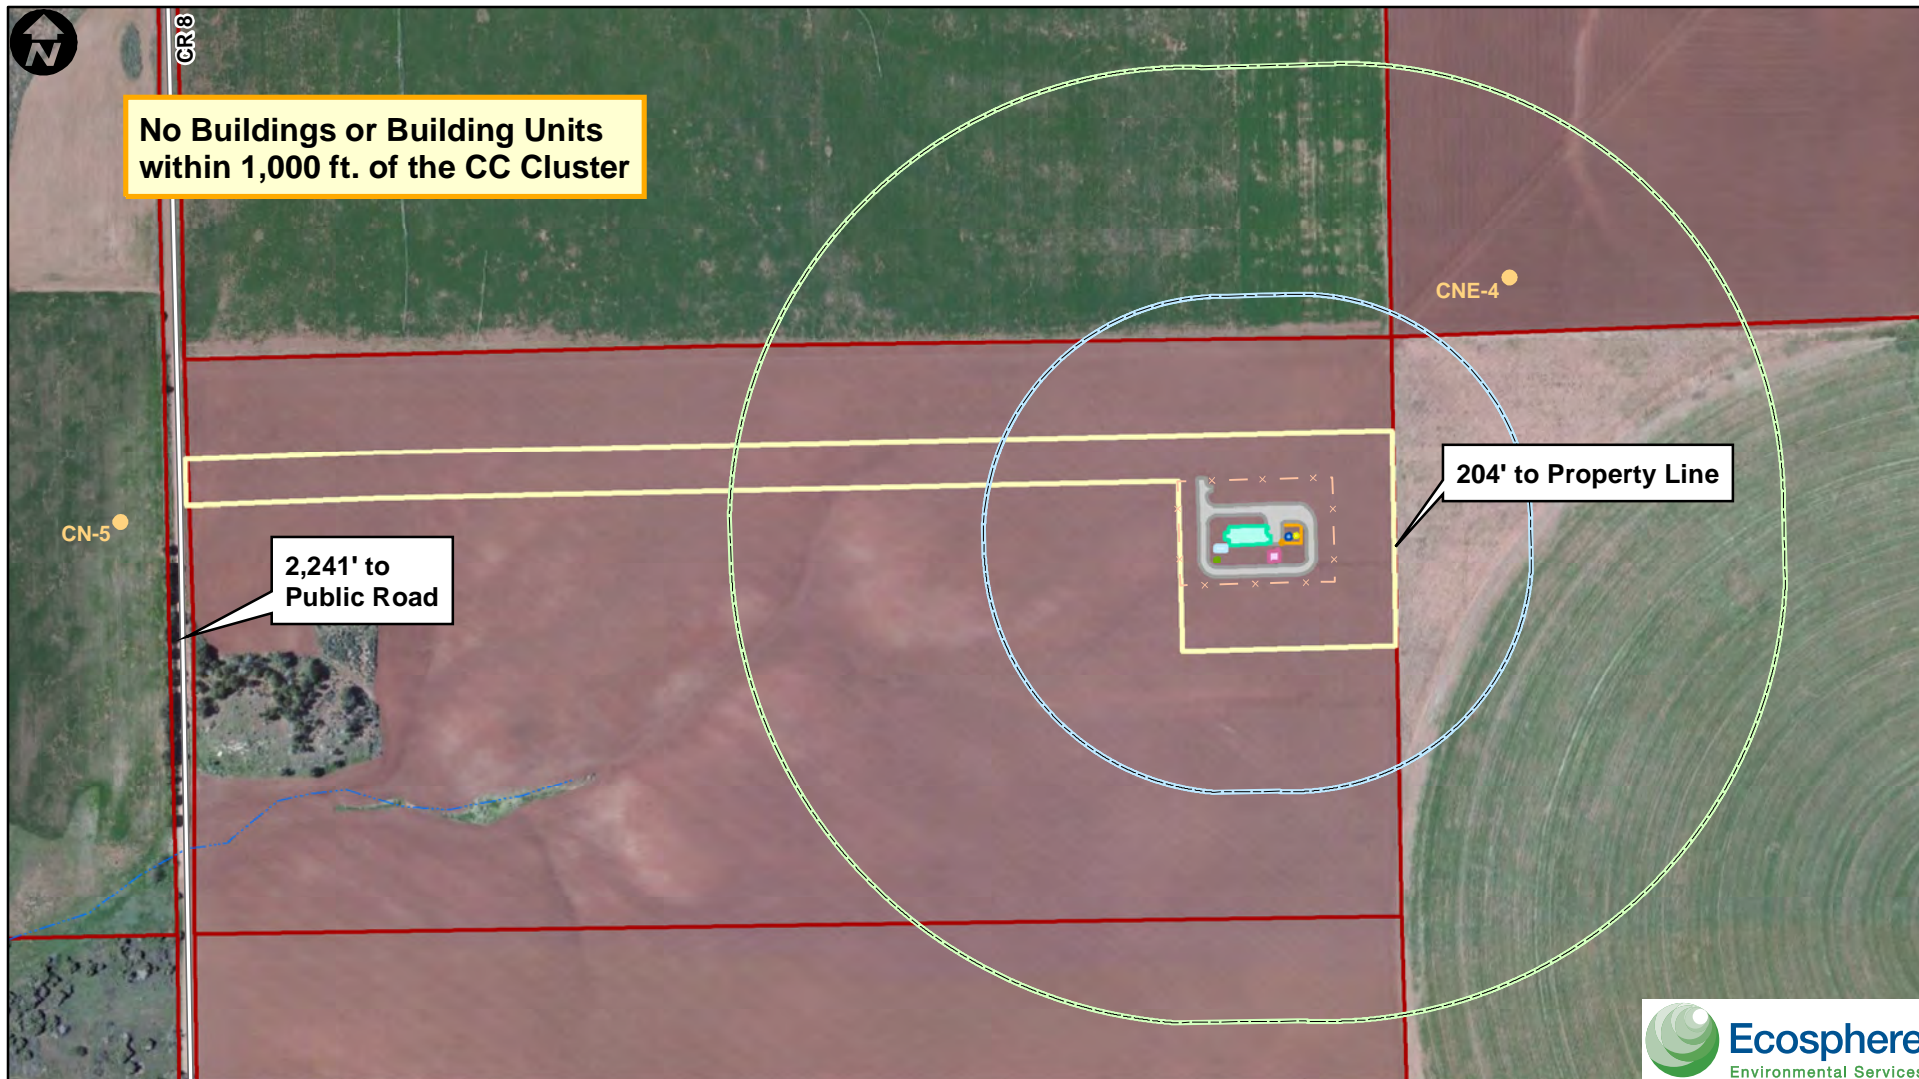 N
CR 8
No Buildings or Building Units
within 1,000 ft. of the CC Cluster
CNE-4
204' to Property Line
CN-5
2,241' to
Public Road
Ecosphere
Environmental Services